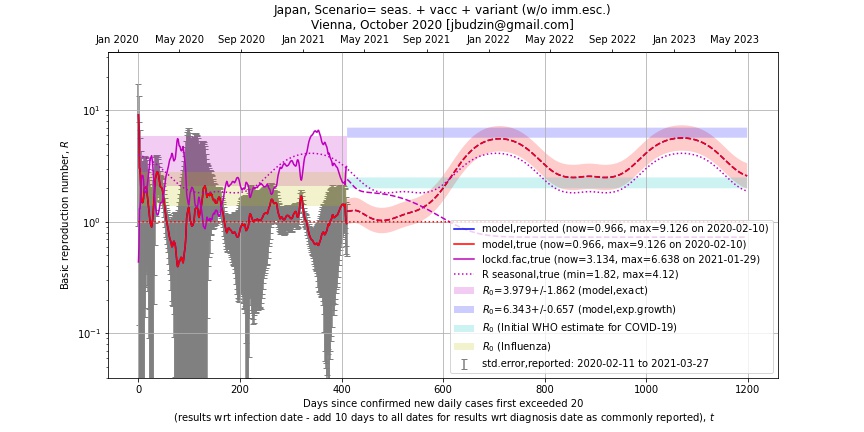 Japan, Scenario= seas. + vacc + variant (w/o imm.esc.)
Vienna, October 2020 [jbudzin@gmail.com]
Jan 2020 May 2020 Sep 2020 Jan 2021 May 2021 Sep 2021 Jan 2022 May 2022 Sep 2022 Jan 2023 May 2023
Basic reproduction number, R
10¹
10⁰
10⁻¹
model,reported (now=0.966, max=9.126 on 2020-02-10)
model,true (now=0.966, max=9.126 on 2020-02-10)
lockd.fac,true (now=3.134, max=6.638 on 2021-01-29)
R seasonal,true (min=1.82, max=4.12)
R₀=3.979+/-1.862 (model,exact)
R₀=6.343+/-0.657 (model,exp.growth)
R₀ (Initial WHO estimate for COVID-19)
R₀ (Influenza)
std.error,reported: 2020-02-11 to 2021-03-27
0 200 400 600 800 1000 1200
Days since confirmed new daily cases first exceeded 20
(results wrt infection date - add 10 days to all dates for results wrt diagnosis date as commonly reported), t